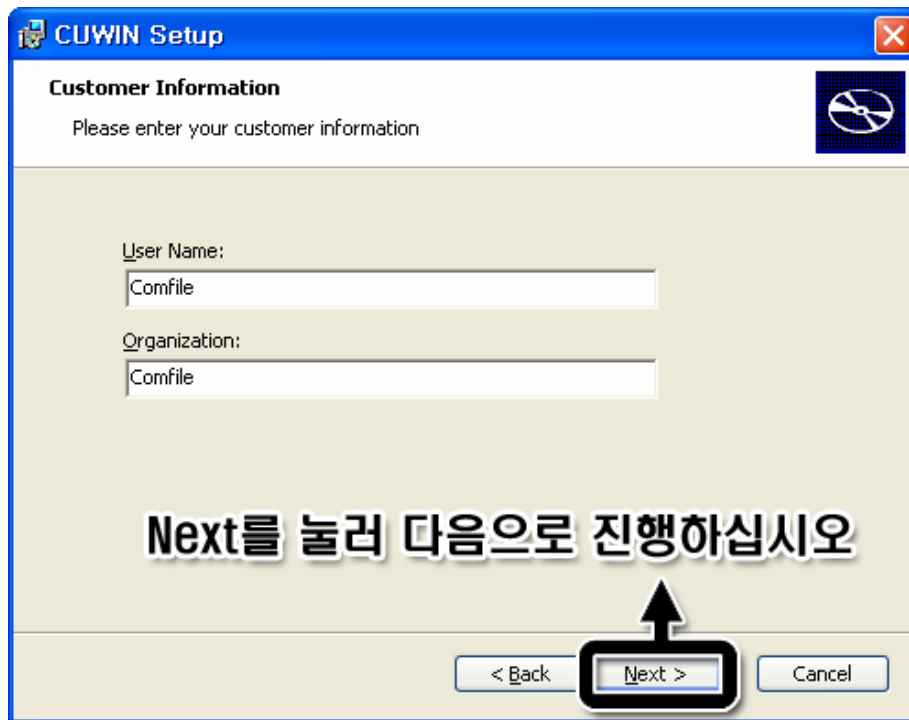 CUWIN Setup
Customer Information
Please enter your customer information
User Name:
Comfile
Organization:
Comfile
Next를 눌러 다음으로 진행하십시오
< Back
Next >
Cancel